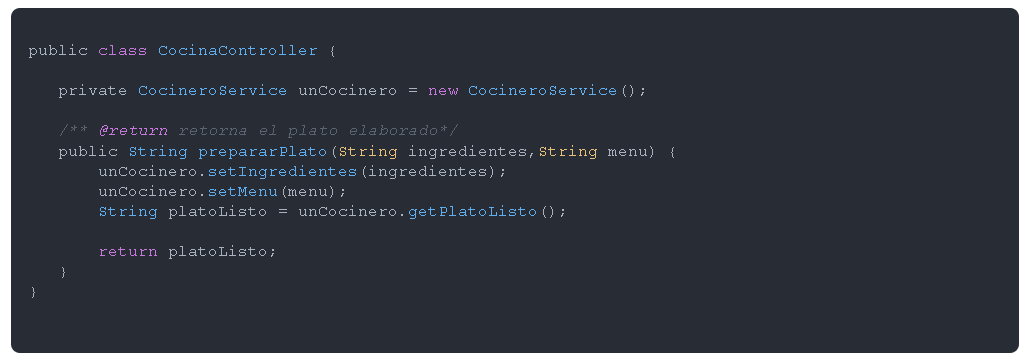 public class CocinaController {
private CocineroService unCocinero = new CocineroService();
/** @return retorna el plato elaborado*/
public String prepararPlato(String ingredientes,String menu) {
unCocinero.setIngredientes(ingredientes);
unCocinero.setMenu(menu);
String platoListo = unCocinero.getPlatoListo();
return platoListo;
}
}